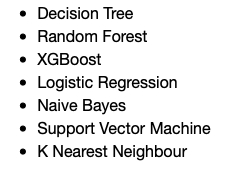 • Decision Tree
• Random Forest
• XGBoost
• Logistic Regression
• Naive Bayes
• Support Vector Machine
• K Nearest Neighbour